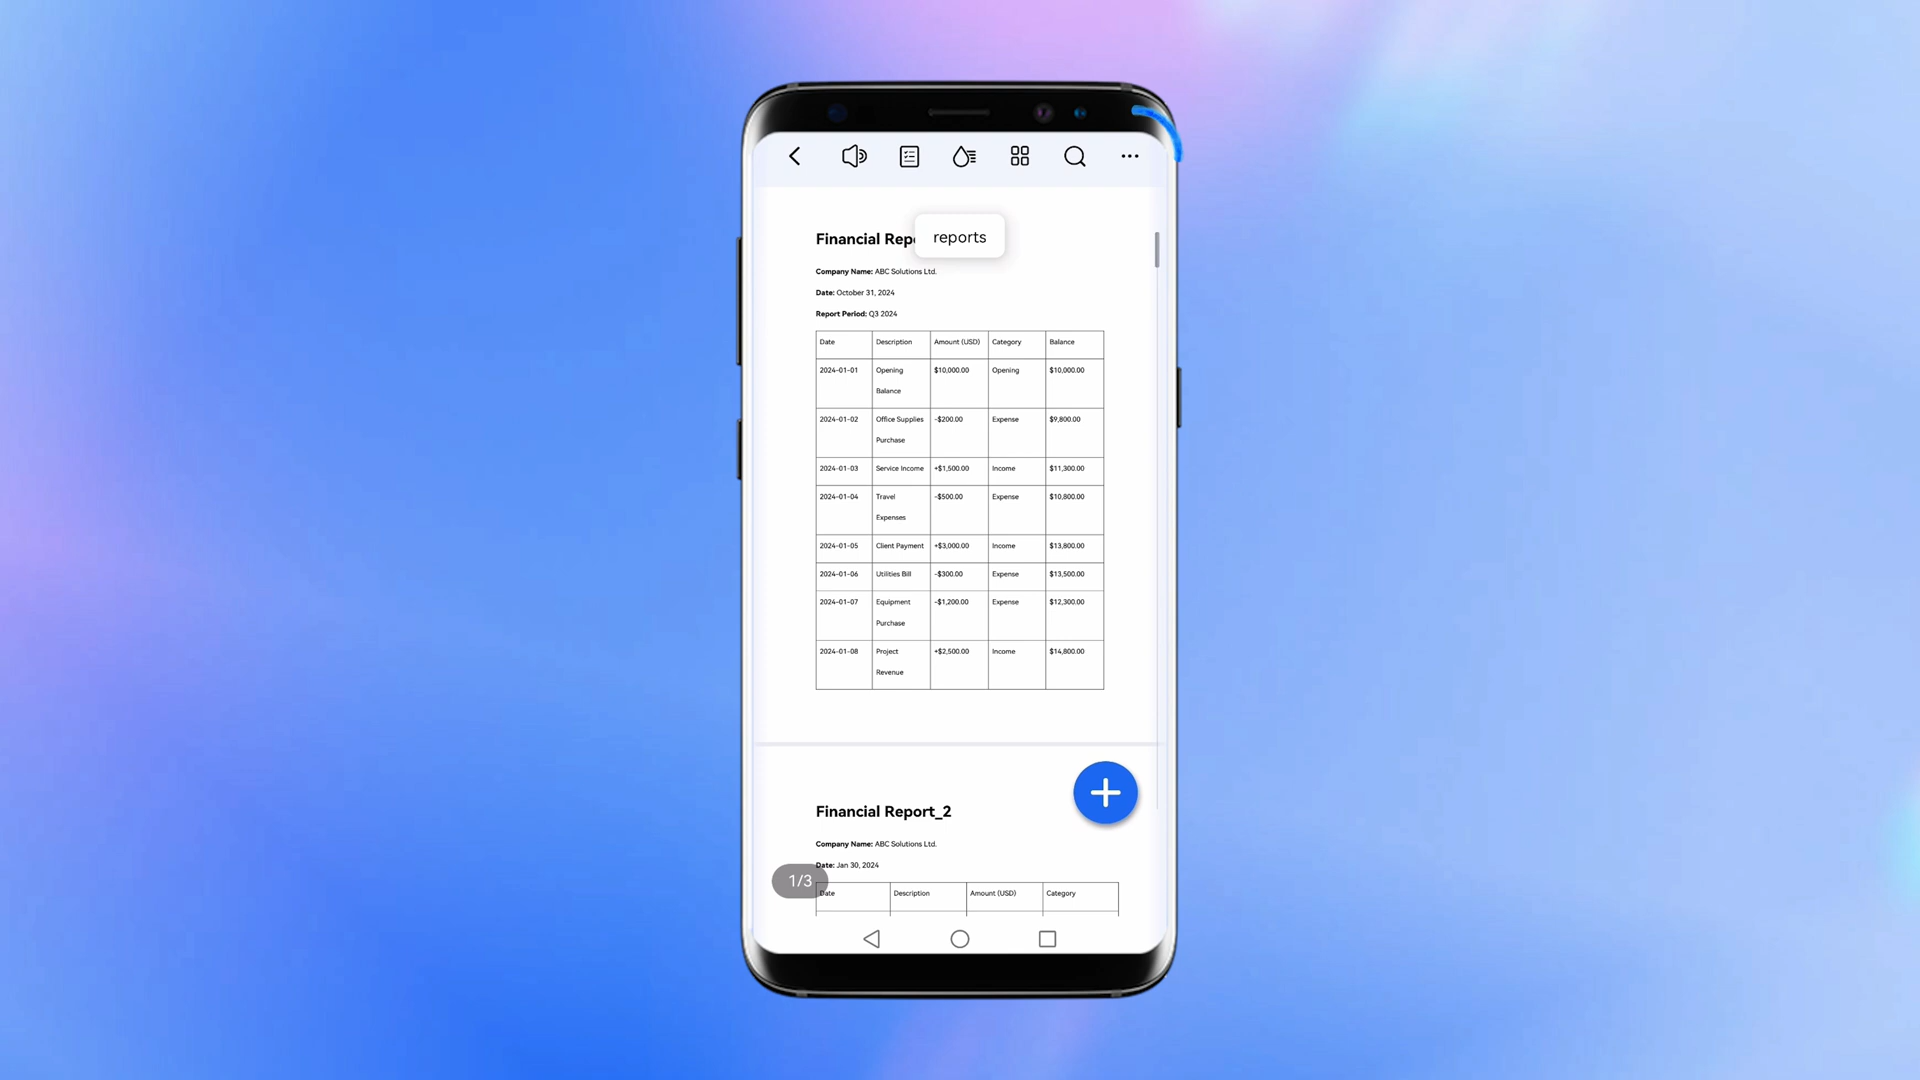 Financial Repo
reports
Company Name: ABC Solutions Ltd.
Date: October 31, 2024
Report Period: Q3 2024
Date Description Amount (USD) Category Balance
2024-01-01 Opening Balance $10,000.00 Opening $10,000.00
2024-01-02 Office Supplies Purchase -$200.00 Expense $9,800.00
2024-01-03 Service Income +$1,500.00 Income $11,300.00
2024-01-04 Travel Expenses -$500.00 Expense $10,800.00
2024-01-05 Client Payment +$3,000.00 Income $13,800.00
2024-01-06 Utilities Bill -$300.00 Expense $13,500.00
2024-01-07 Equipment Purchase -$1,200.00 Expense $12,300.00
2024-01-08 Project Revenue +$2,500.00 Income $14,800.00
Financial Report_2
Company Name: ABC Solutions Ltd.
Date: Jan 30, 2024
1/3
Date Description Amount (USD) Category